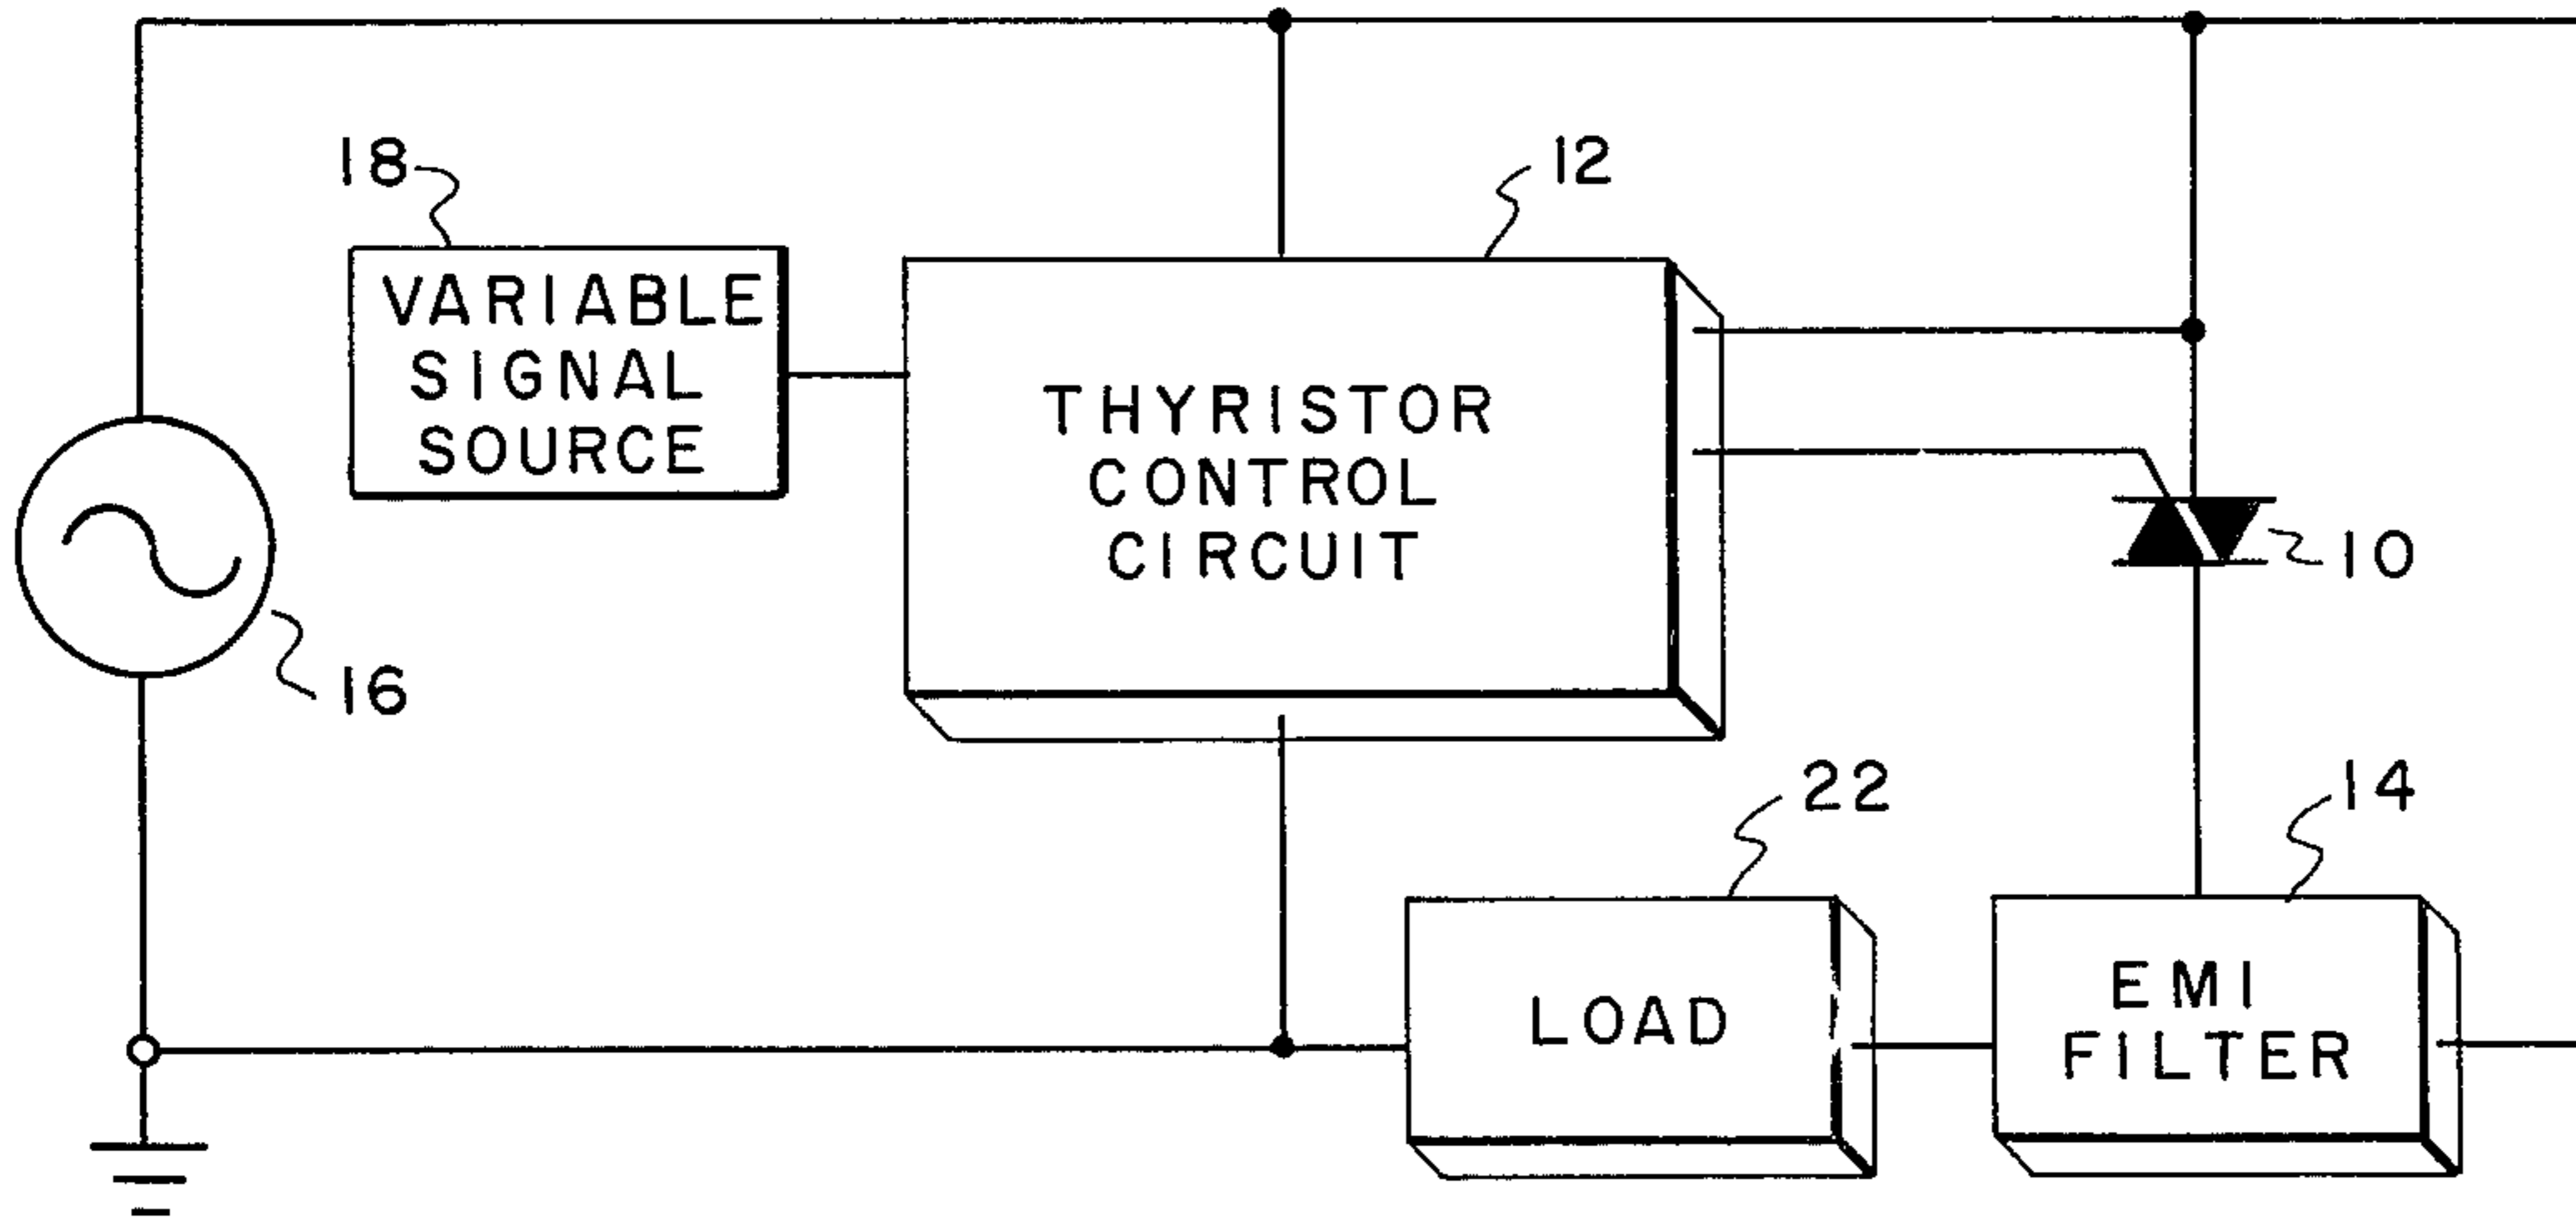 18
12
VARIABLE
SIGNAL
SOURCE
THYRISTOR
CONTROL
CIRCUIT
10
16
22
14
LOAD
EMI
FILTER